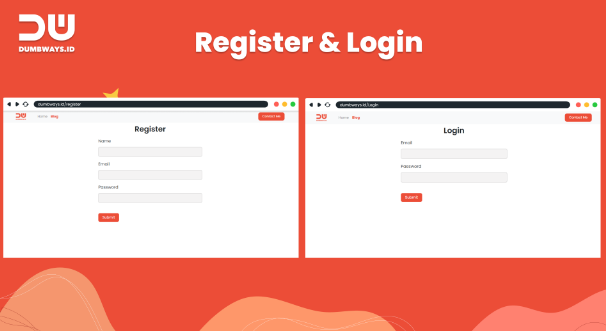 DW
DUMBWAYS.ID
Register & Login
dumbways.id/register
DW
Home Blog
Contact Me
Register
Name
Email
Password
Submit
dumbways.id/login
DW
Home Blog
Contact Me
Login
Email
Password
Submit